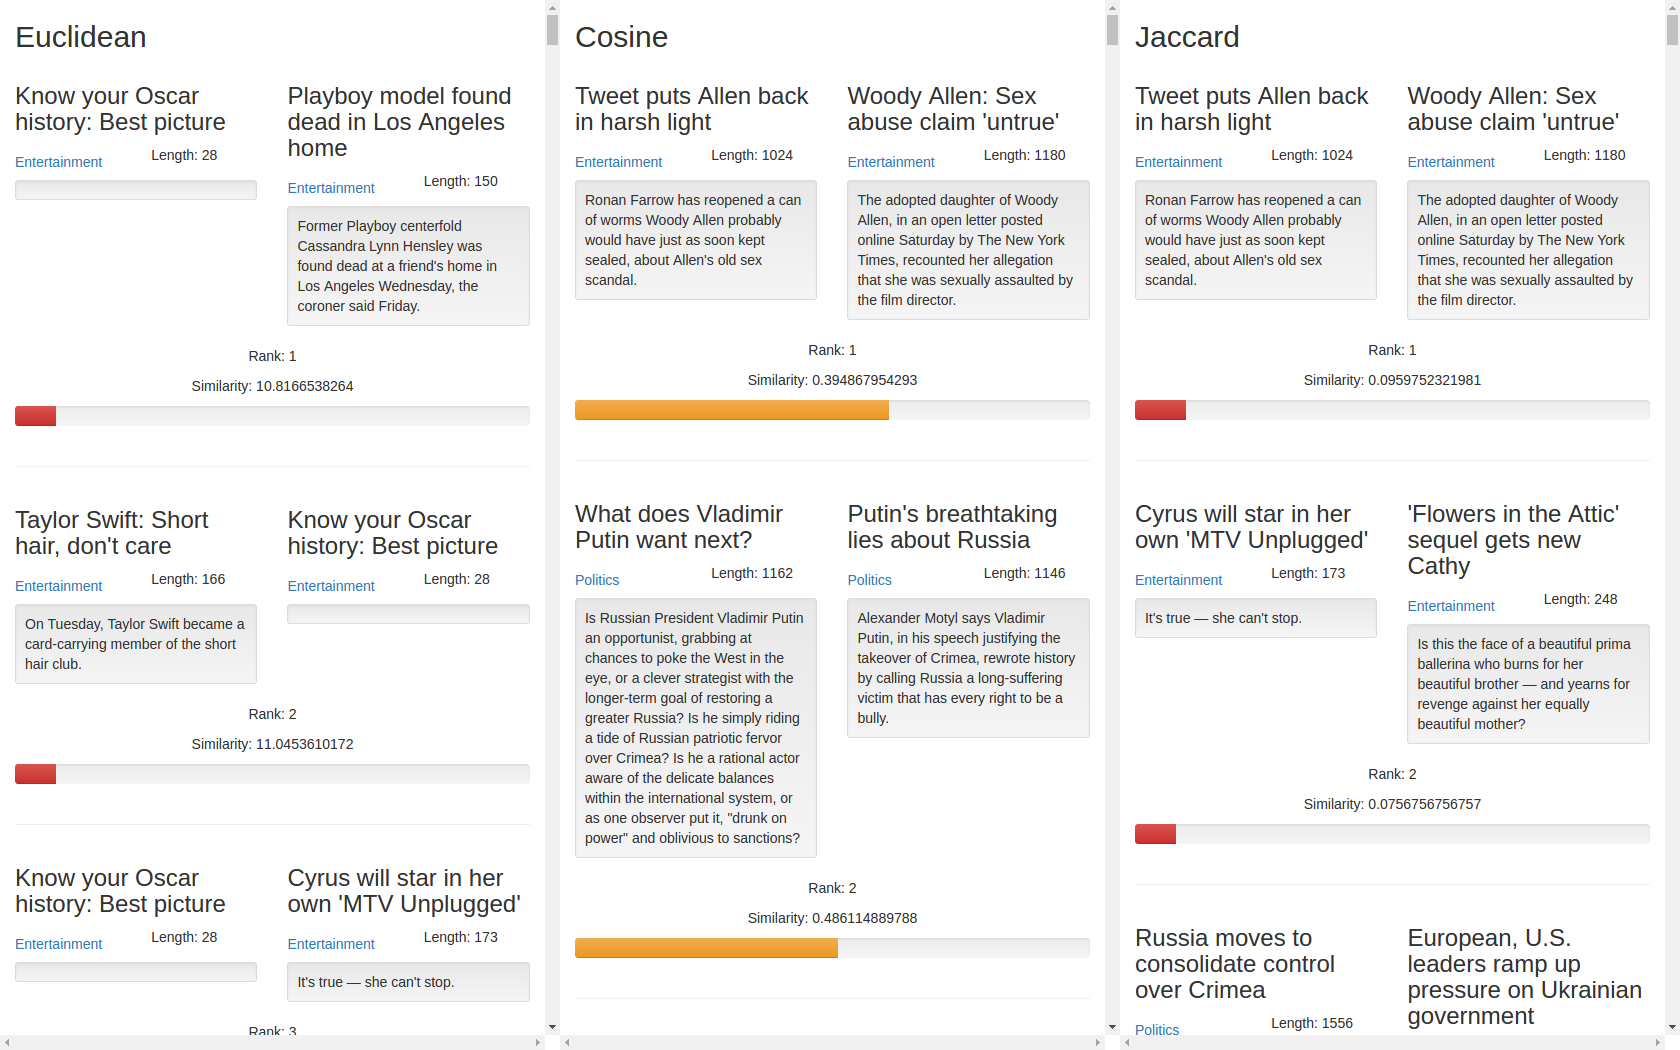 Euclidean
Know your Oscar
history: Best picture
Entertainment
Length: 28
Playboy model found
dead in Los Angeles
home
Entertainment
Length: 150
Former Playboy centerfold
Cassandra Lynn Hensley was
found dead at a friend's home in
Los Angeles Wednesday, the
coroner said Friday.
Rank: 1
Similarity: 10.8166538264
Taylor Swift: Short
hair, don't care
Entertainment
Length: 166
On Tuesday, Taylor Swift became a
card-carrying member of the short
hair club.
Know your Oscar
history: Best picture
Entertainment
Length: 28
Rank: 2
Similarity: 11.0453610172
Know your Oscar
history: Best picture
Entertainment
Length: 28
Cyrus will star in her
own 'MTV Unplugged'
Entertainment
Length: 173
It's true — she can't stop.
Rank: 3
Cosine
Tweet puts Allen back
in harsh light
Entertainment
Length: 1024
Ronan Farrow has reopened a can
of worms Woody Allen probably
would have just as soon kept
sealed, about Allen's old sex
scandal.
Woody Allen: Sex
abuse claim 'untrue'
Entertainment
Length: 1180
The adopted daughter of Woody
Allen, in an open letter posted
online Saturday by The New York
Times, recounted her allegation
that she was sexually assaulted by
the film director.
Rank: 1
Similarity: 0.394867954293
What does Vladimir
Putin want next?
Politics
Length: 1162
Is Russian President Vladimir Putin
an opportunist, grabbing at
chances to poke the West in the
eye, or a clever strategist with the
longer-term goal of restoring a
greater Russia? Is he simply riding
a tide of Russian patriotic fervor
over Crimea? Is he a rational actor
aware of the delicate balances
within the international system, or
as one observer put it, "drunk on
power" and oblivious to sanctions?
Putin's breathtaking
lies about Russia
Politics
Length: 1146
Alexander Motyl says Vladimir
Putin, in his speech justifying the
takeover of Crimea, rewrote history
by calling Russia a long-suffering
victim that has every right to be a
bully.
Rank: 2
Similarity: 0.486114889788
Jaccard
Tweet puts Allen back
in harsh light
Entertainment
Length: 1024
Ronan Farrow has reopened a can
of worms Woody Allen probably
would have just as soon kept
sealed, about Allen's old sex
scandal.
Woody Allen: Sex
abuse claim 'untrue'
Entertainment
Length: 1180
The adopted daughter of Woody
Allen, in an open letter posted
online Saturday by The New York
Times, recounted her allegation
that she was sexually assaulted by
the film director.
Rank: 1
Similarity: 0.0959752321981
Cyrus will star in her
own 'MTV Unplugged'
Entertainment
Length: 173
It's true — she can't stop.
'Flowers in the Attic'
sequel gets new
Cathy
Entertainment
Length: 248
Is this the face of a beautiful prima
ballerina who burns for her
beautiful brother — and yearns for
revenge against her equally
beautiful mother?
Rank: 2
Similarity: 0.0756756756757
Russia moves to
consolidate control
over Crimea
Politics
Length: 1556
European, U.S.
leaders ramp up
pressure on Ukrainian
government